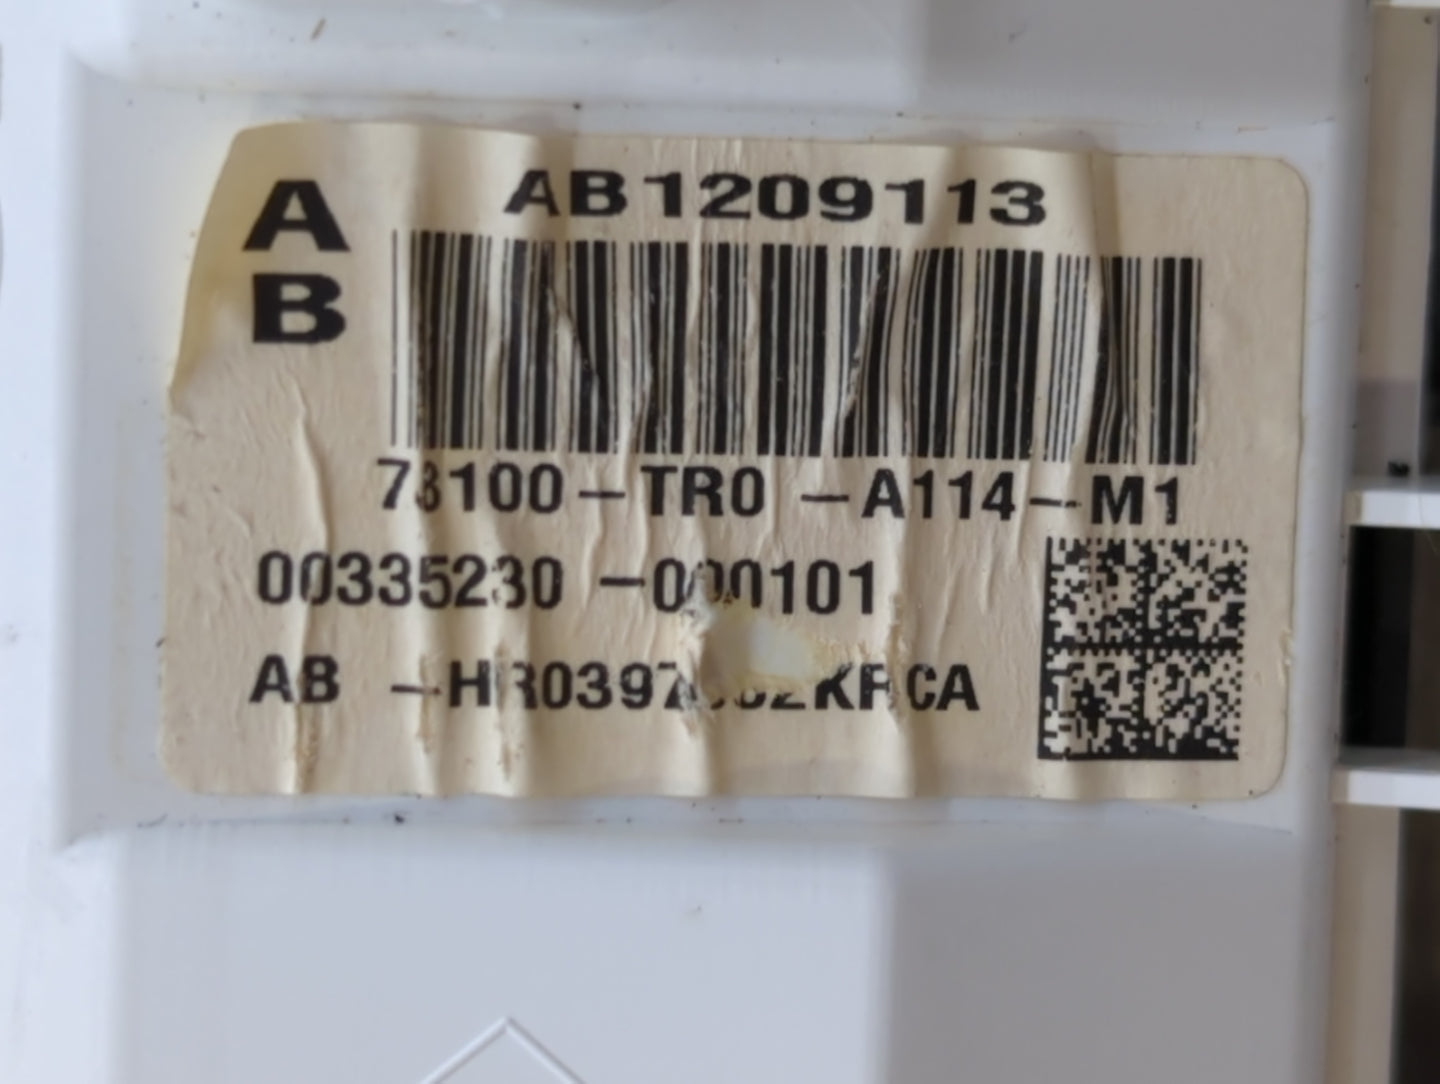 A
B
AB1209113
78100-TR0 -A114-M1
00335230 -000101
AB